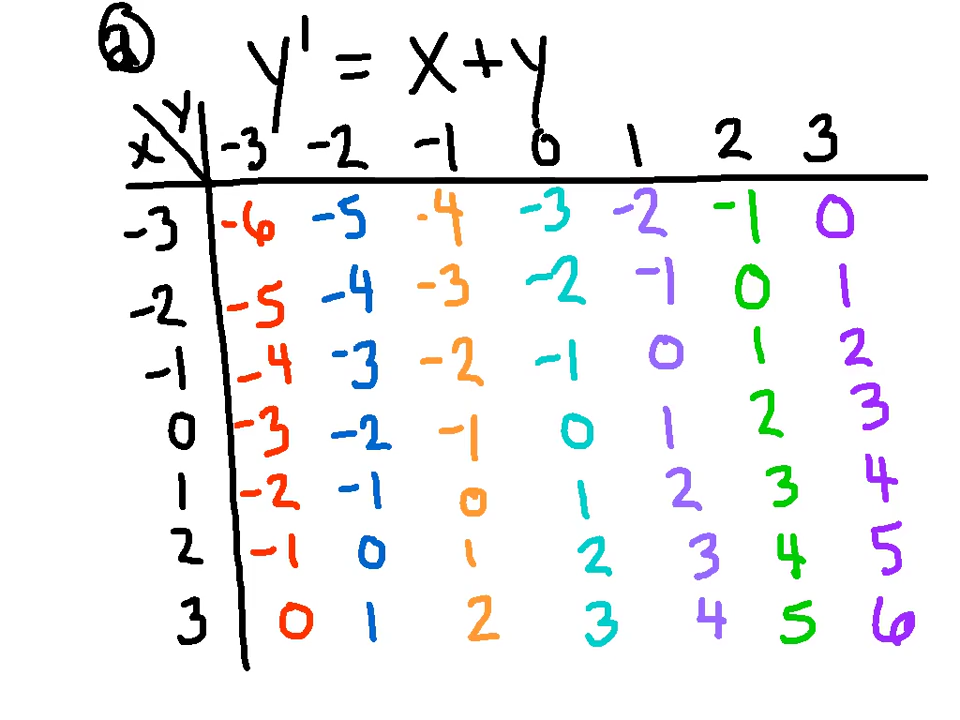 2 Y' = X + Y
X Y -3 -2 -1 0 1 2 3
-3 -6 -5 -4 -3 -2 -1 0
-2 -5 -4 -3 -2 -1 0 1
-1 -4 -3 -2 -1 0 1 2
0 -3 -2 -1 0 1 2 3
1 -2 -1 0 1 2 3 4
2 -1 0 1 2 3 4 5
3 0 1 2 3 4 5 6